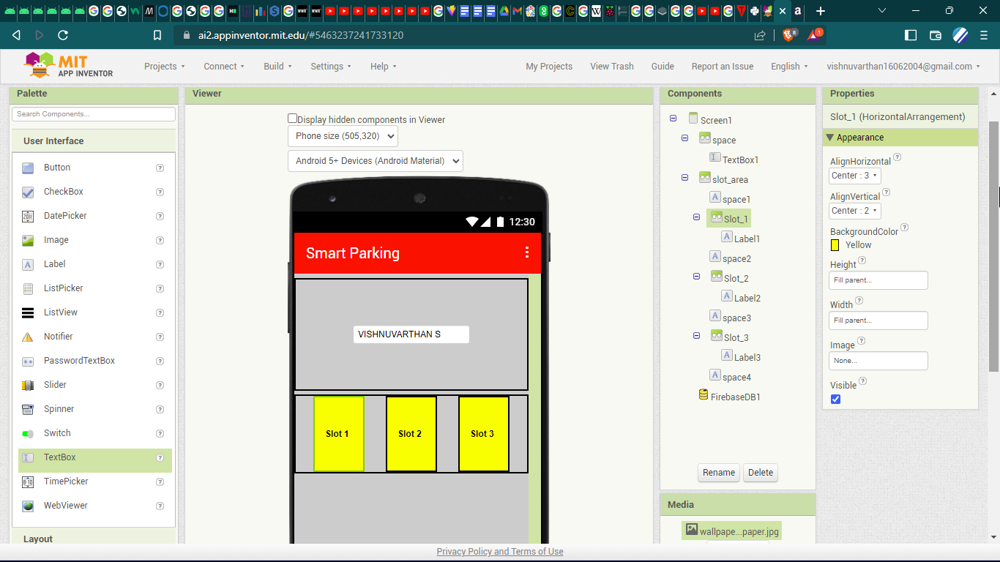 ai2.appinventor.mit.edu/#5463237241733120
8
1
MIT
APP INVENTOR
Projects
Connect
Build
Settings
Help
My Projects
View Trash
Guide
Report an Issue
English
vishnuvarthan16062004@gmail.com
Palette
Search Components...
User Interface
Button
CheckBox
DatePicker
Image
Label
ListPicker
ListView
Notifier
PasswordTextBox
Slider
Spinner
Switch
TextBox
TimePicker
WebViewer
Layout
Viewer
Display hidden components in Viewer
Phone size (505,320)
Android 5+ Devices (Android Material)
12:30
Smart Parking
VISHNUVARTHAN S
Slot 1
Slot 2
Slot 3
Components
Screen1
space
TextBox1
slot_area
space1
Slot_1
Label1
space2
Slot_2
Label2
space3
Slot_3
Label3
space4
FirebaseDB1
Rename
Delete
Media
wallpape...paper.jpg
Properties
Slot_1 (HorizontalArrangement)
Appearance
AlignHorizontal
Center : 3
AlignVertical
Center : 2
BackgroundColor
Yellow
Height
Fill parent...
Width
Fill parent...
Image
None...
Visible
Privacy Policy and Terms of Use